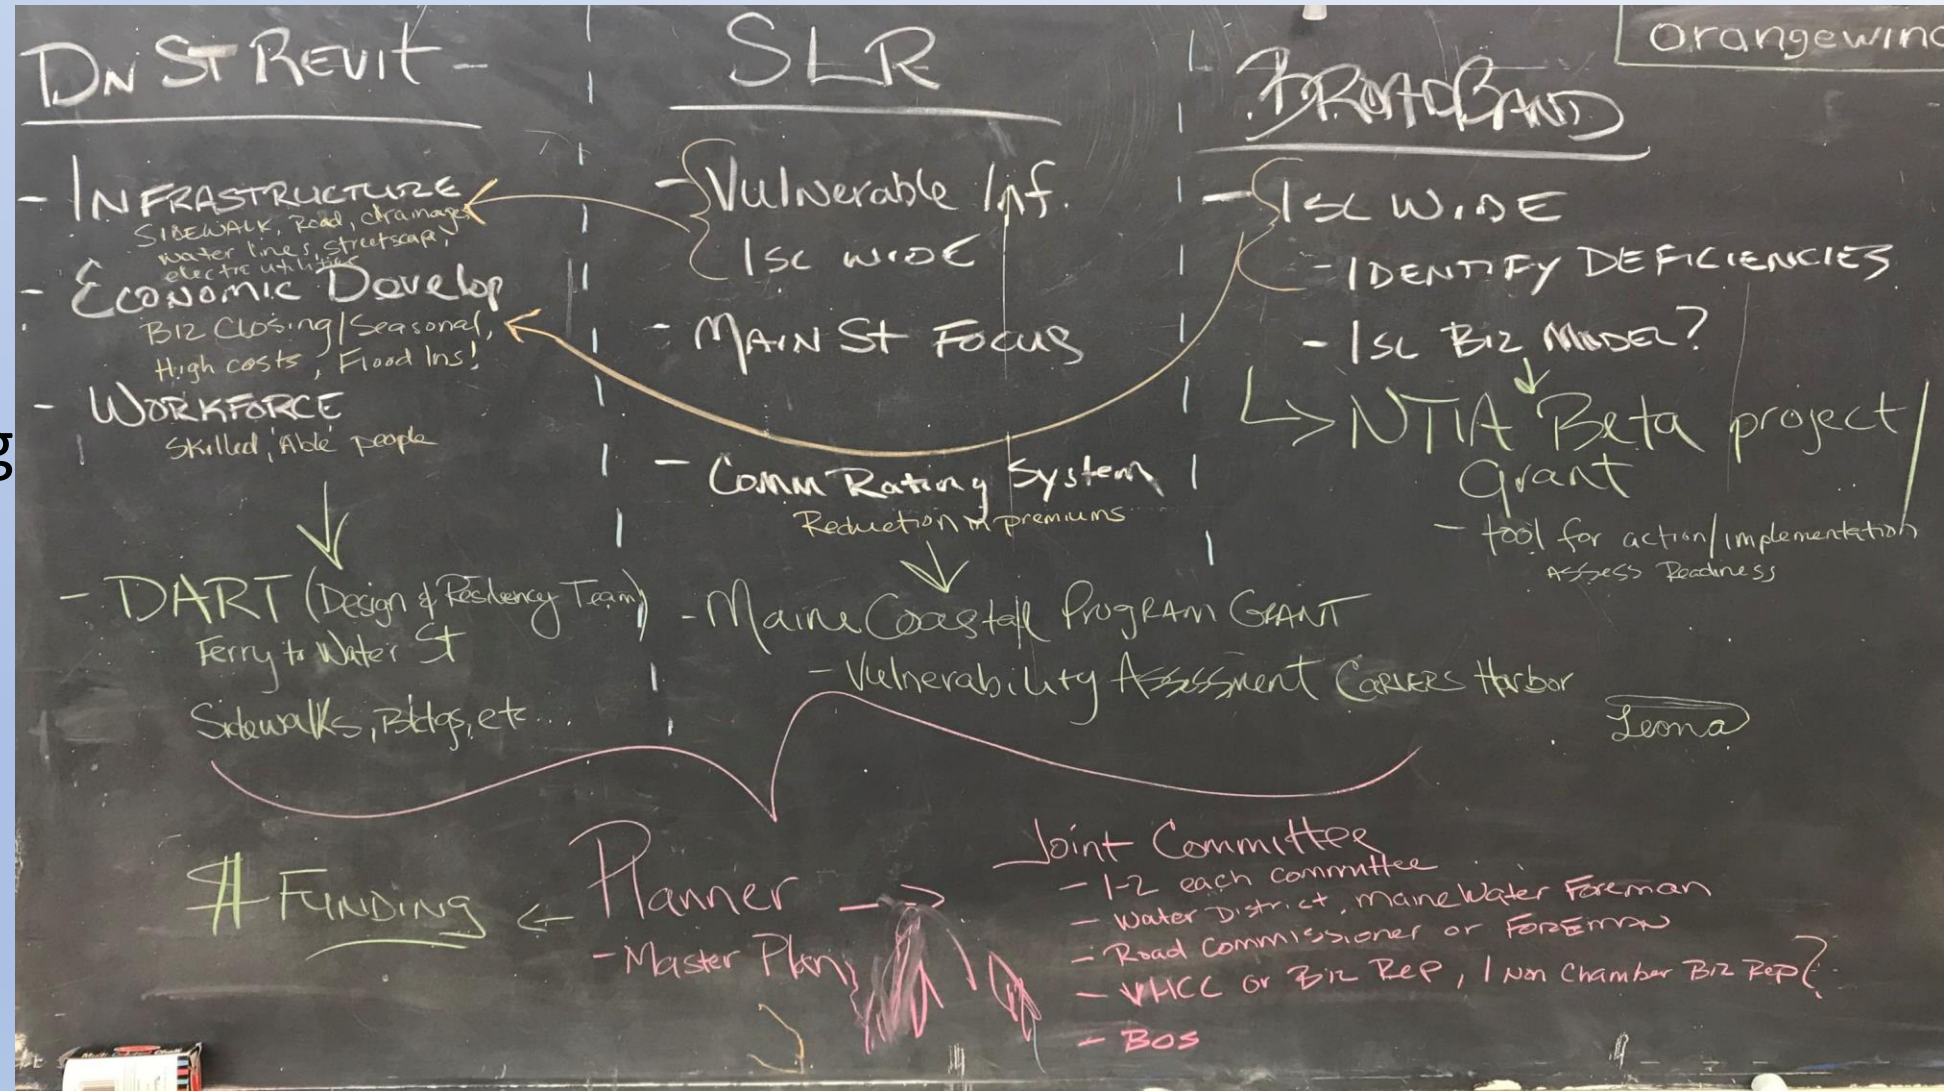 DN ST REVIT -
- INFRASTRUCTURE
SIDEWALK, Road, drainage,
water lines, streetscape,
electric utilities
- ECONOMIC Develop
BIZ Closing/Seasonal,
High costs, Flood Ins!
- WORKFORCE
Skilled, Able people
- DART (Design & Resiliency Team)
Ferry to Water St
Sidewalks, Bldgs, etc...
SLR
- Vulnerable Inf.
Isl WIDE
- MAIN St Focus
- Comm Rating System
Reduction in premiums
- Maine Coastal PROGRAM GRANT
- Vulnerability Assessment CARVERS Harbor
orangewind
BROADBAND
- ISL WIDE
- IDENTIFY DEFICIENCIES
- ISL BIZ MODEL?
NTIA Beta project
grant
- tool for action/implementation
Assess Readiness
Leona
g
$ FUNDING
Planner
- Master Plan
Joint Committee
- 1-2 each committee
- Water District, Maine Water Foreman
- Road Commissioner or FOREMAN
- VHCC or Biz Rep, 1 Non Chamber Biz Rep?
- BOS